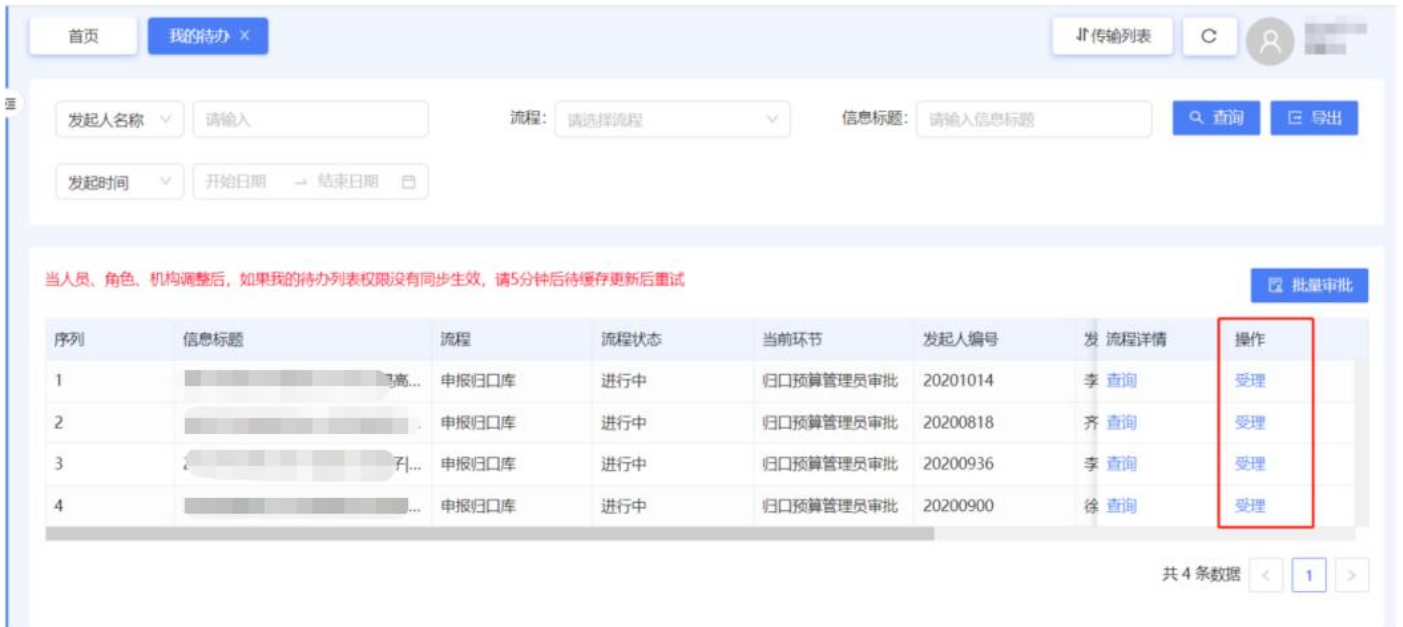 首页
我的待办 ×
传输列表
发起人名称
请输入
流程:
请选择流程
信息标题:
请输入信息标题
查询
导出
发起时间
开始日期 → 结束日期
当人员、角色、机构调整后，如果我的待办列表权限没有同步生效，请5分钟后待缓存更新后重试
批量审批
序列 信息标题 流程 流程状态 当前环节 发起人编号 发 流程详情 操作
1 高... 申报归口库 进行中 归口预算管理员审批 20201014 李 查询 受理
2 申报归口库 进行中 归口预算管理员审批 20200818 齐 查询 受理
3 子|... 申报归口库 进行中 归口预算管理员审批 20200936 李 查询 受理
4 ... 申报归口库 进行中 归口预算管理员审批 20200900 徐 查询 受理
共 4 条数据 < 1 >